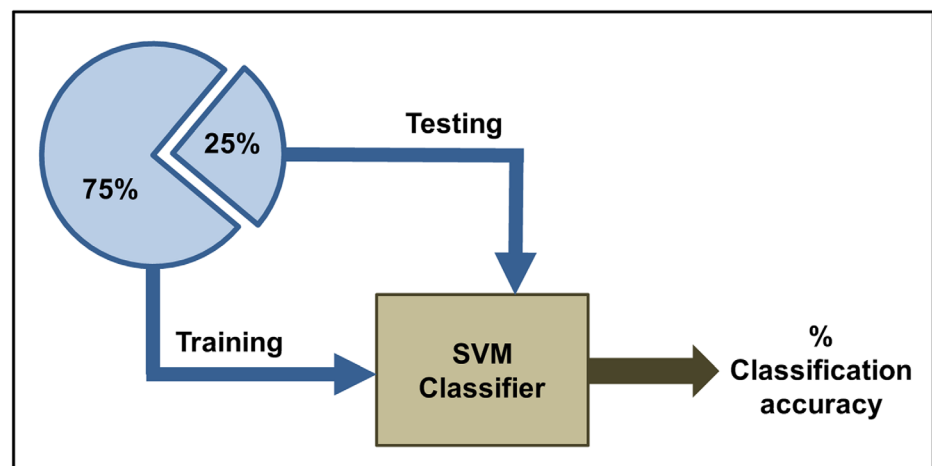 75%
25%
Testing
Training
SVM
Classifier
%
Classification
accuracy